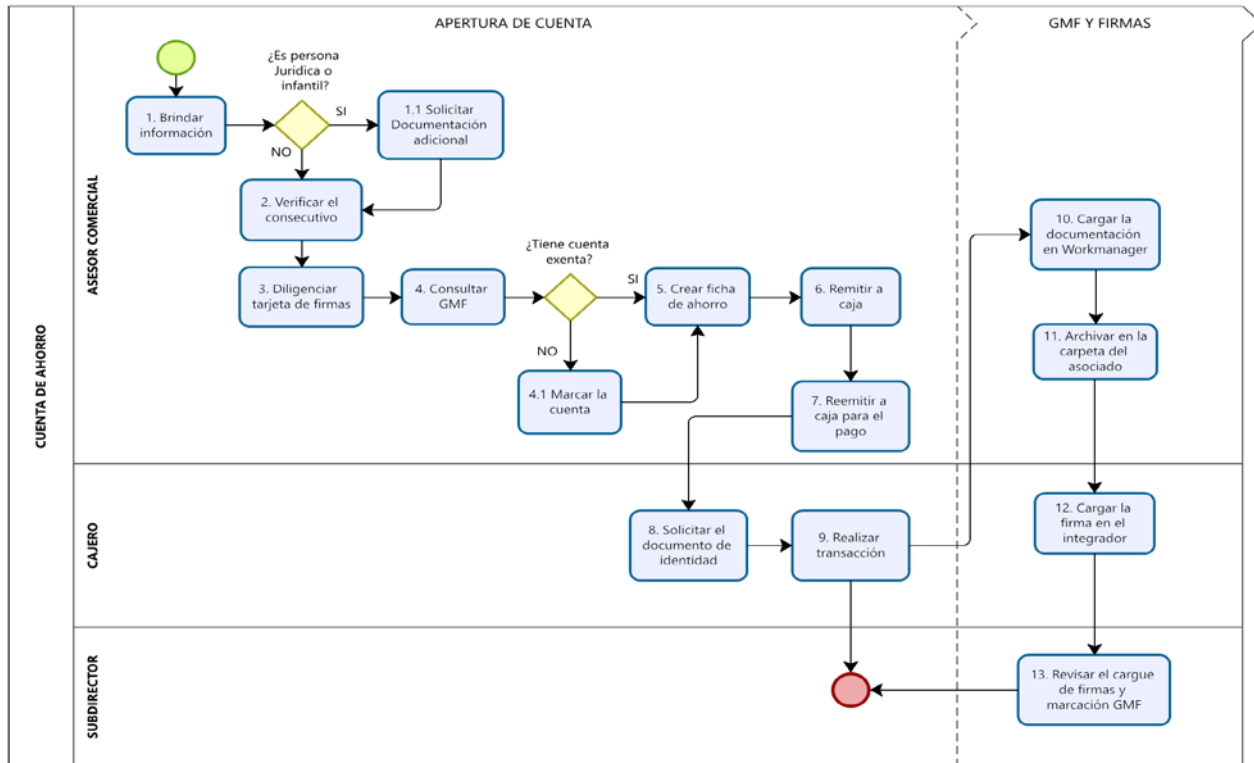 APERTURA DE CUENTA
GMF Y FIRMAS
CUENTA DE AHORRO
ASESOR COMERCIAL
¿Es persona
Juridica o
infantil?
1. Brindar
información
SI
1.1 Solicitar
Documentación
adicional
NO
2. Verificar el
consecutivo
3. Diligenciar
tarjeta de firmas
4. Consultar
GMF
¿Tiene cuenta
exenta?
SI
5. Crear ficha
de ahorro
6. Remitir a
caja
NO
4.1 Marcar la
cuenta
7. Reemitir a
caja para el
pago
10. Cargar la
documentación
en Workmanager
11. Archivar en la
carpeta del
asociado
CAJERO
8. Solicitar el
documento de
identidad
9. Realizar
transacción
12. Cargar la
firma en el
integrador
SUBDIRECTOR
13. Revisar el cargue
de firmas y
marcación GMF